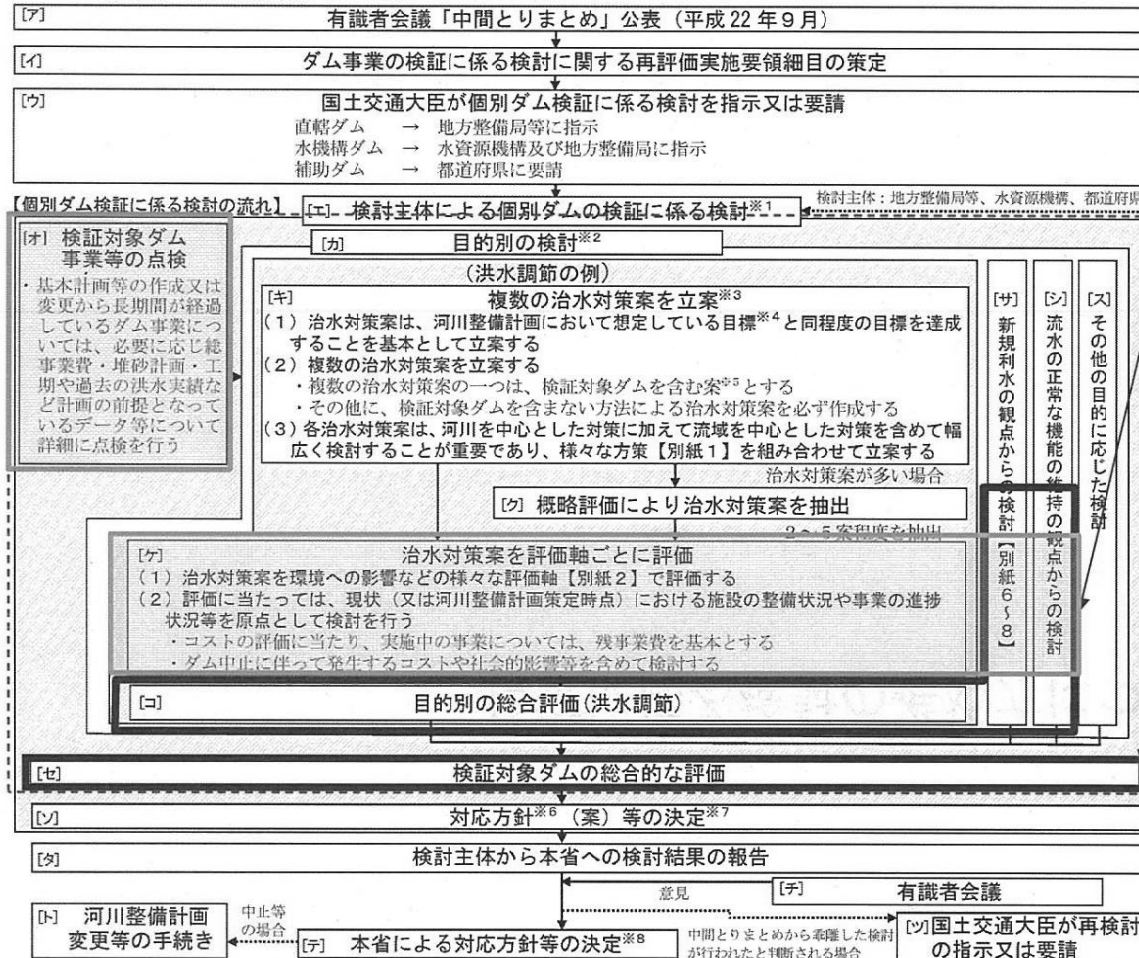 [ア] 有識者会議「中間とりまとめ」公表（平成22年9月）
[イ] ダム事業の検証に係る検討に関する再評価実施要領細目の策定
[ウ] 国土交通大臣が個別ダム検証に係る検討を指示又は要請
直轄ダム → 地方整備局等に指示
水機構ダム → 水資源機構及び地方整備局に指示
補助ダム → 都道府県に要請
【個別ダム検証に係る検討の流れ】
[エ] 検討主体による個別ダムの検証に係る検討※1
検討主体：地方整備局等、水資源機構、都道府県
[オ] 検証対象ダム
事業等の点検
・基本計画等の作成又は
変更から長期間が経過
しているダム事業につ
いては、必要に応じ総
事業費・堆砂計画・工
期や過去の洪水実績な
ど計画の前提となって
いるデータ等について
詳細に点検を行う
[カ] 目的別の検討※2
(洪水調節の例)
[キ] 複数の治水対策案を立案※3
(1) 治水対策案は、河川整備計画において想定している目標※4と同程度の目標を達成
することを基本として立案する
(2) 複数の治水対策案を立案する
・複数の治水対策案の一つは、検証対象ダムを含む案※5とする
・その他に、検証対象ダムを含まない方法による治水対策案を必ず作成する
(3) 各治水対策案は、河川を中心とした対策に加えて流域を中心とした対策を含めて幅
広く検討することが重要であり、様々な方策【別紙1】を組み合わせて立案する
治水対策案が多い場合
[ク] 概略評価により治水対策案を抽出
2～5案程度を抽出
[ケ] 治水対策案を評価軸ごとに評価
(1) 治水対策案を環境への影響などの様々な評価軸【別紙2】で評価する
(2) 評価に当たっては、現状（又は河川整備計画策定時点）における施設の整備状況や事業の進捗
状況等を原点として検討を行う
・コストの評価に当たり、実施中の事業については、残事業費を基本とする
・ダム中止に伴って発生するコストや社会的影響等を含めて検討する
[コ] 目的別の総合評価(洪水調節)
[サ] 新規利水の観点からの検討【別紙6～8】
[シ] 流水の正常な機能の維持の観点からの検討
[ス] その他の目的に応じた検討
[セ] 検証対象ダムの総合的な評価
[ソ] 対応方針※6（案）等の決定※7
[タ] 検討主体から本省への検討結果の報告
意見
[チ] 有識者会議
[ト] 河川整備計画
変更等の手続き
中止等
の場合
[テ] 本省による対応方針等の決定※8
中間とりまとめから乖離した検討
が行われたと判断される場合
[ツ] 国土交通大臣が再検討
の指示又は要請